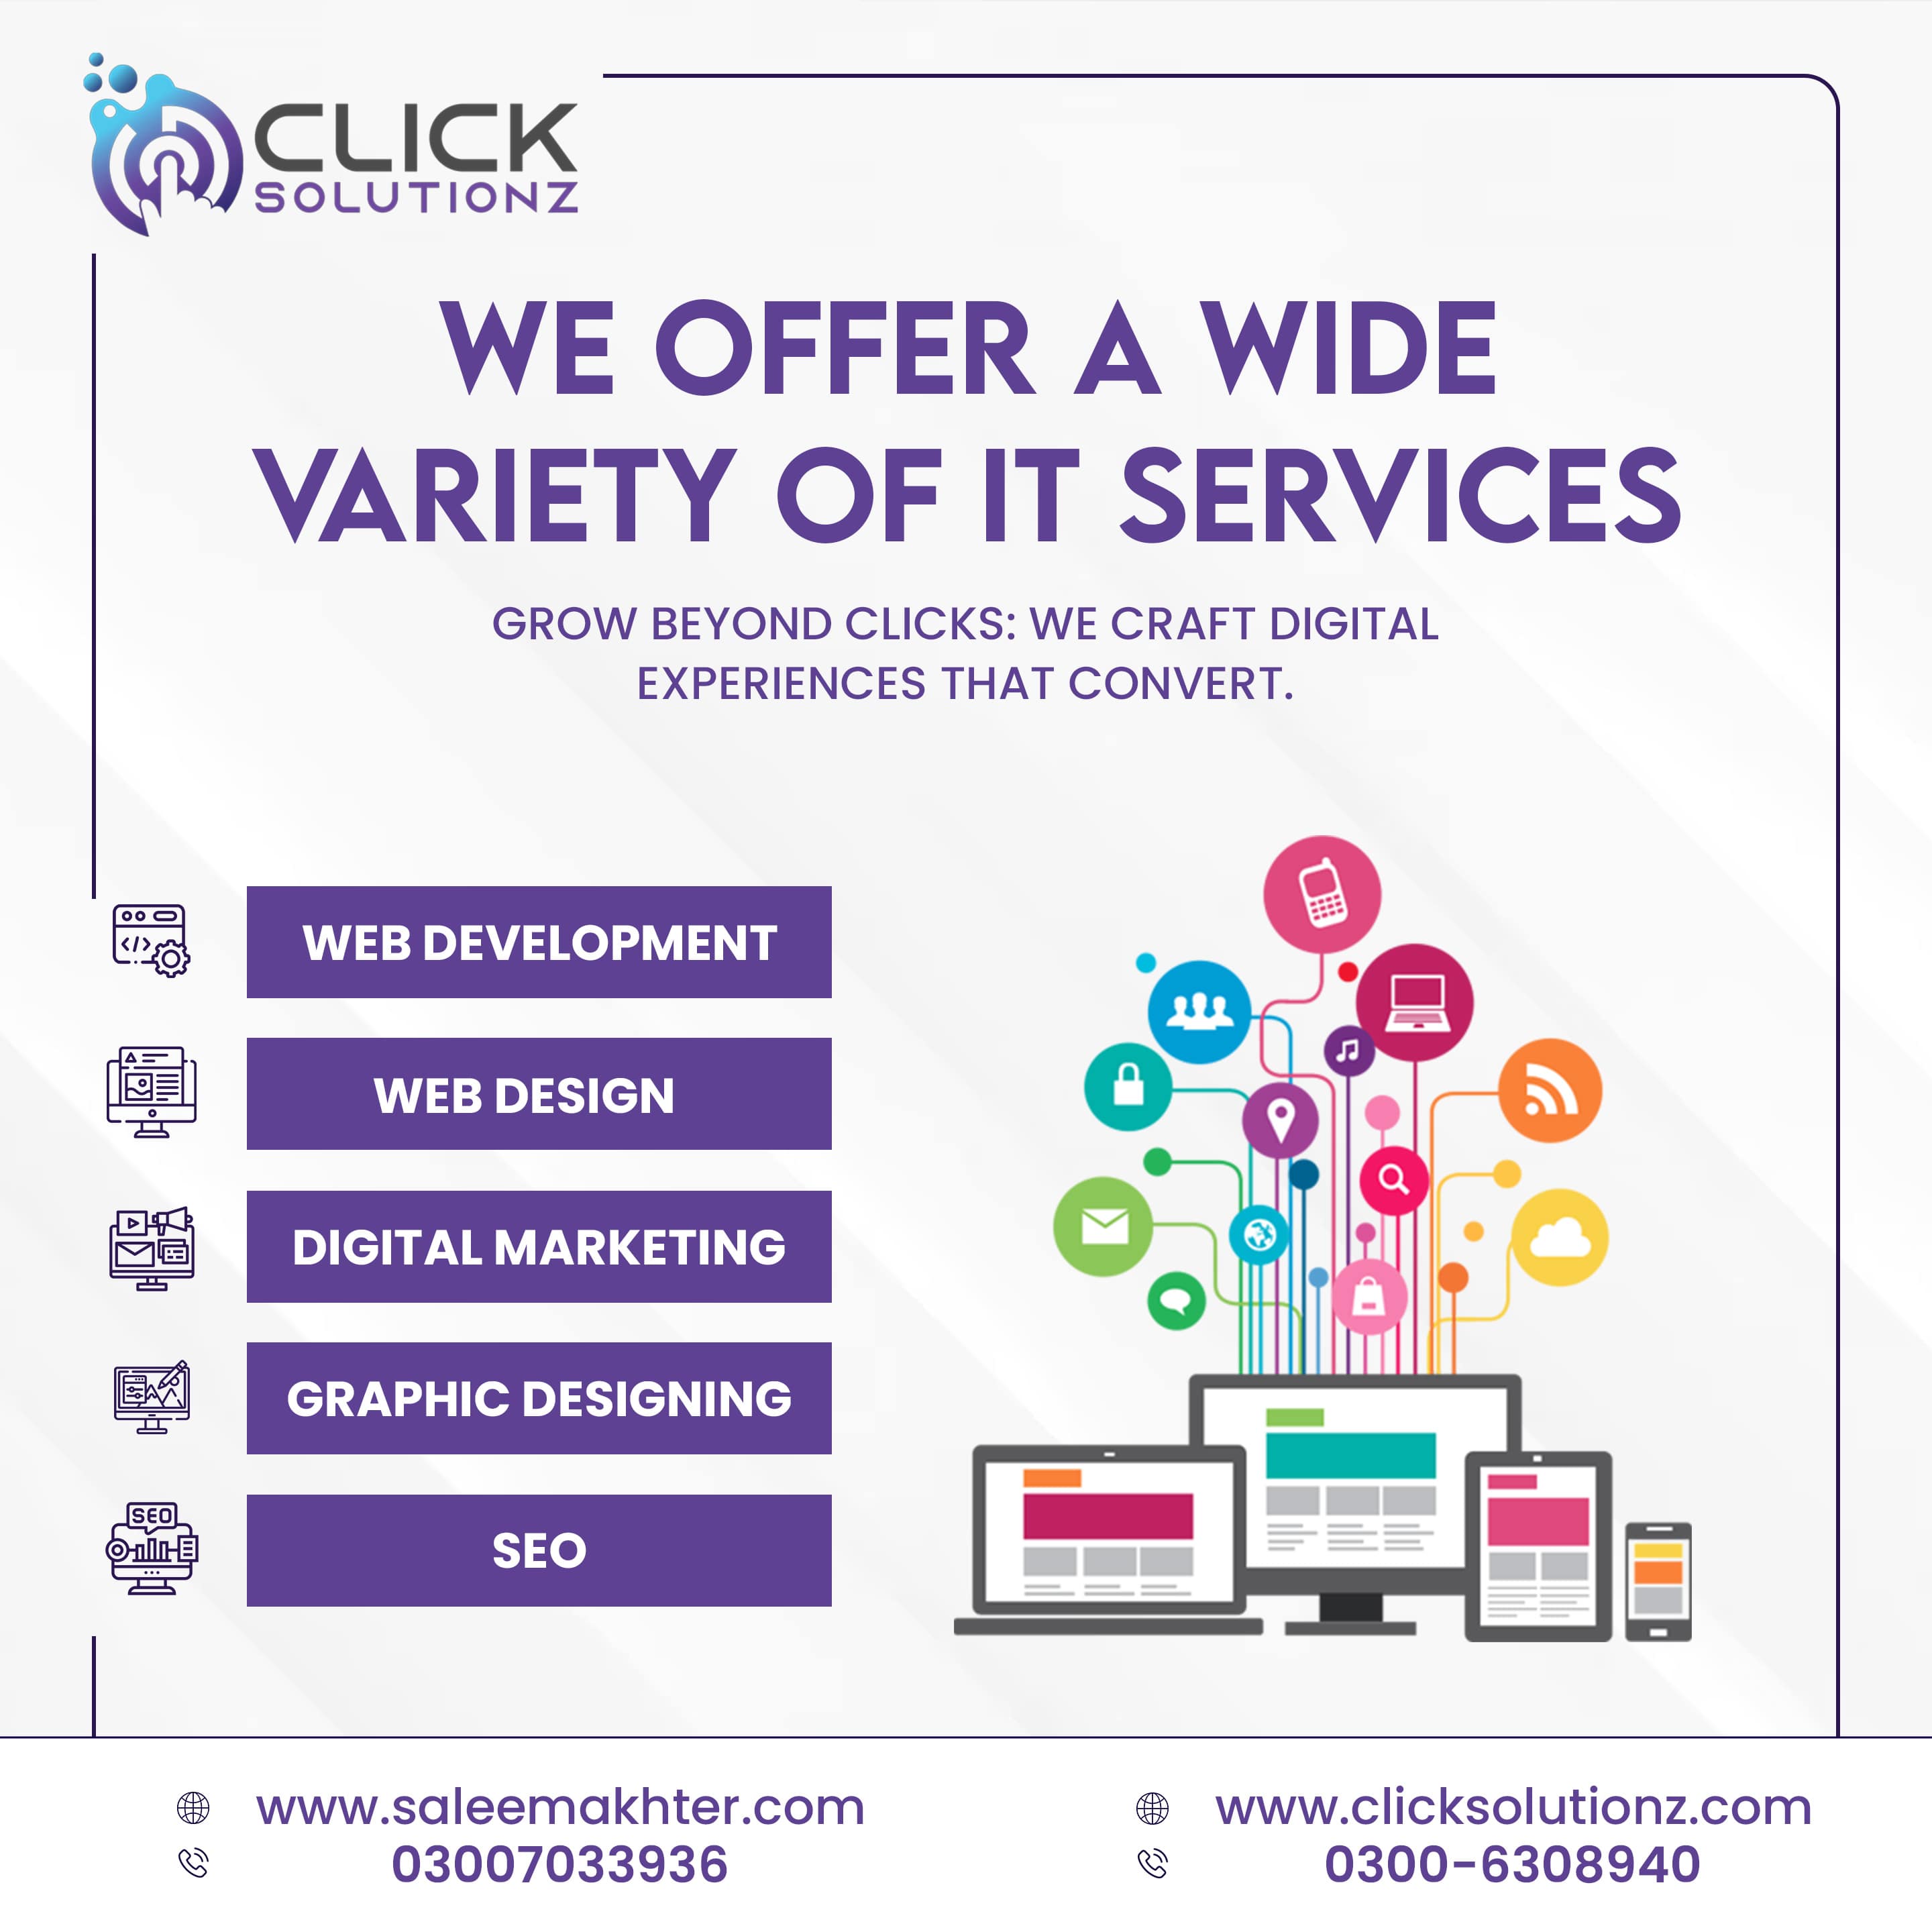 CLICK
SOLUTIONZ
WE OFFER A WIDE
VARIETY OF IT SERVICES
GROW BEYOND CLICKS: WE CRAFT DIGITAL
EXPERIENCES THAT CONVERT.
WEB DEVELOPMENT
WEB DESIGN
DIGITAL MARKETING
GRAPHIC DESIGNING
SEO
SEO
www.saleemakhter.com
03007033936
www.clicksolutionz.com
0300-6308940